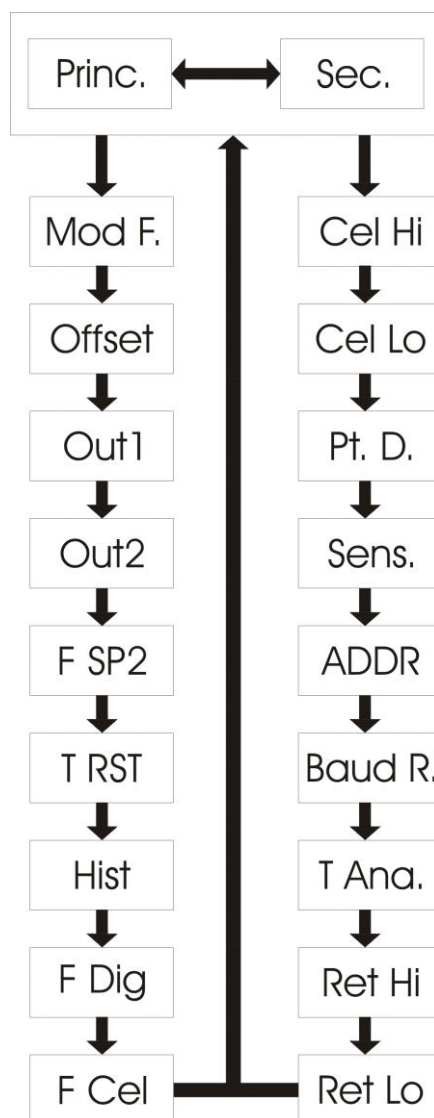 Princ. Sec.
Mod F. Cel Hi
Offset Cel Lo
Out1 Pt. D.
Out2 Sens.
F SP2 ADDR
T RST Baud R.
Hist T Ana.
F Dig Ret Hi
F Cel Ret Lo